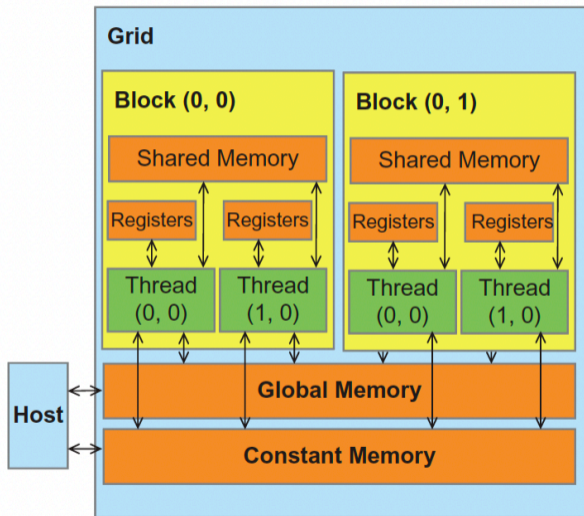 Grid
Block (0, 0)
Shared Memory
Registers
Registers
Thread
(0, 0)
Thread
(1, 0)
Block (0, 1)
Shared Memory
Registers
Registers
Thread
(0, 0)
Thread
(1, 0)
Host
Global Memory
Constant Memory